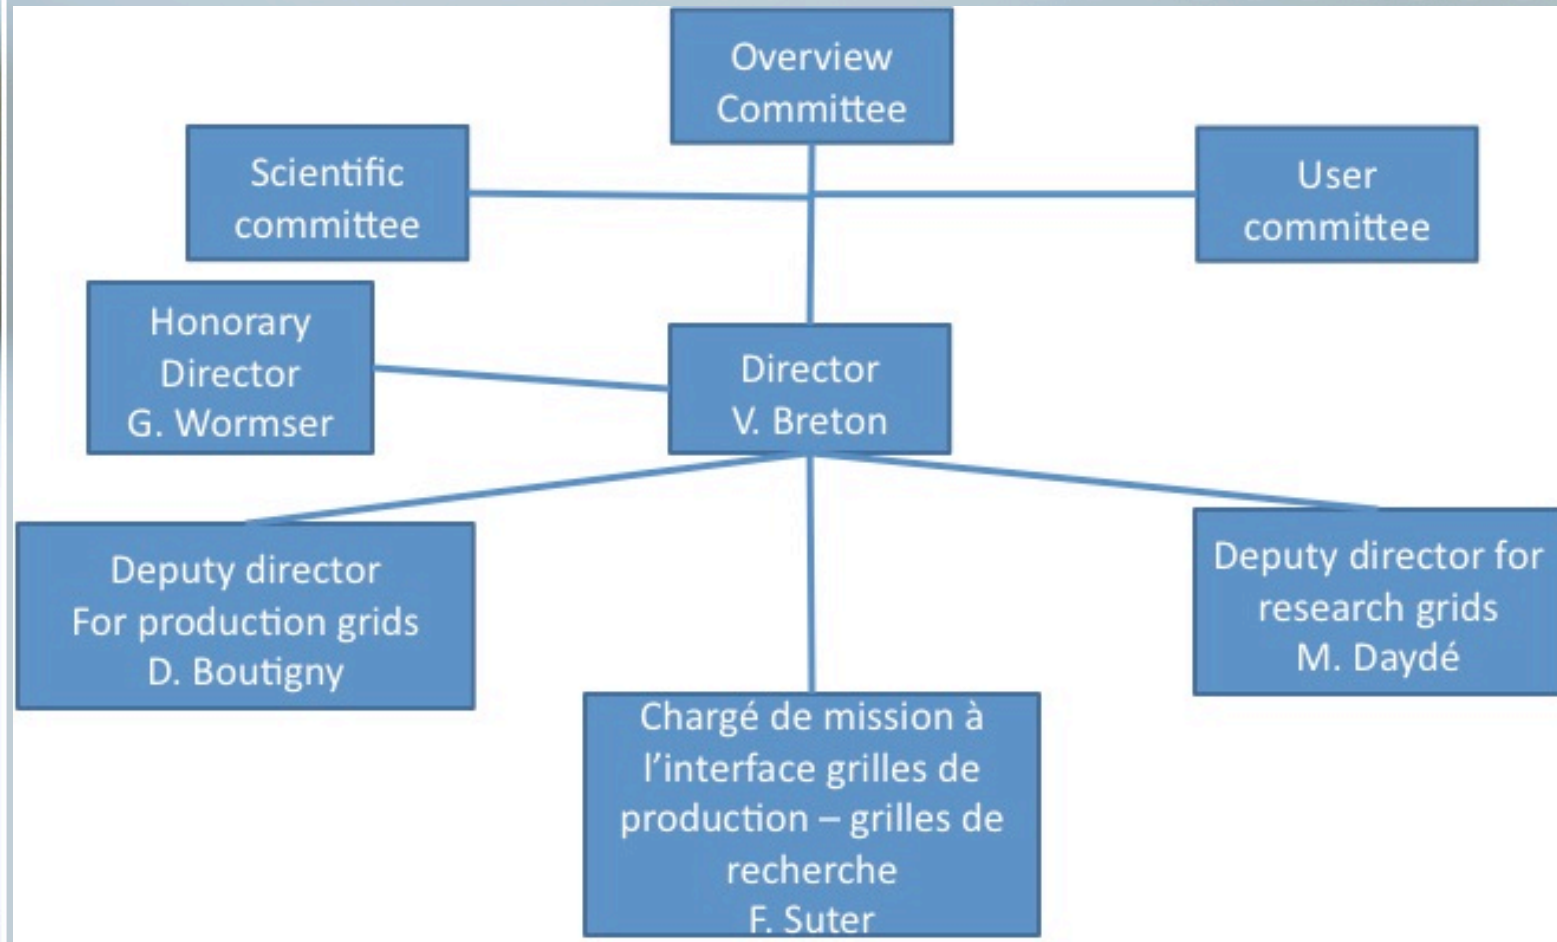 Overview
Committee
Scientific
committee
User
committee
Honorary
Director
G. Wormser
Director
V. Breton
Deputy director
For production grids
D. Boutigny
Deputy director for
research grids
M. Daydé
Chargé de mission à
l’interface grilles de
production – grilles de
recherche
F. Suter